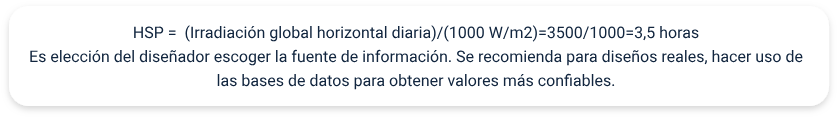 HSP =  (Irradiación global horizontal diaria)/(1000 W/m2)=3500/1000=3,5 horas
Es elección del diseñador escoger la fuente de información. Se recomienda para diseños reales, hacer uso de
las bases de datos para obtener valores más confiables.